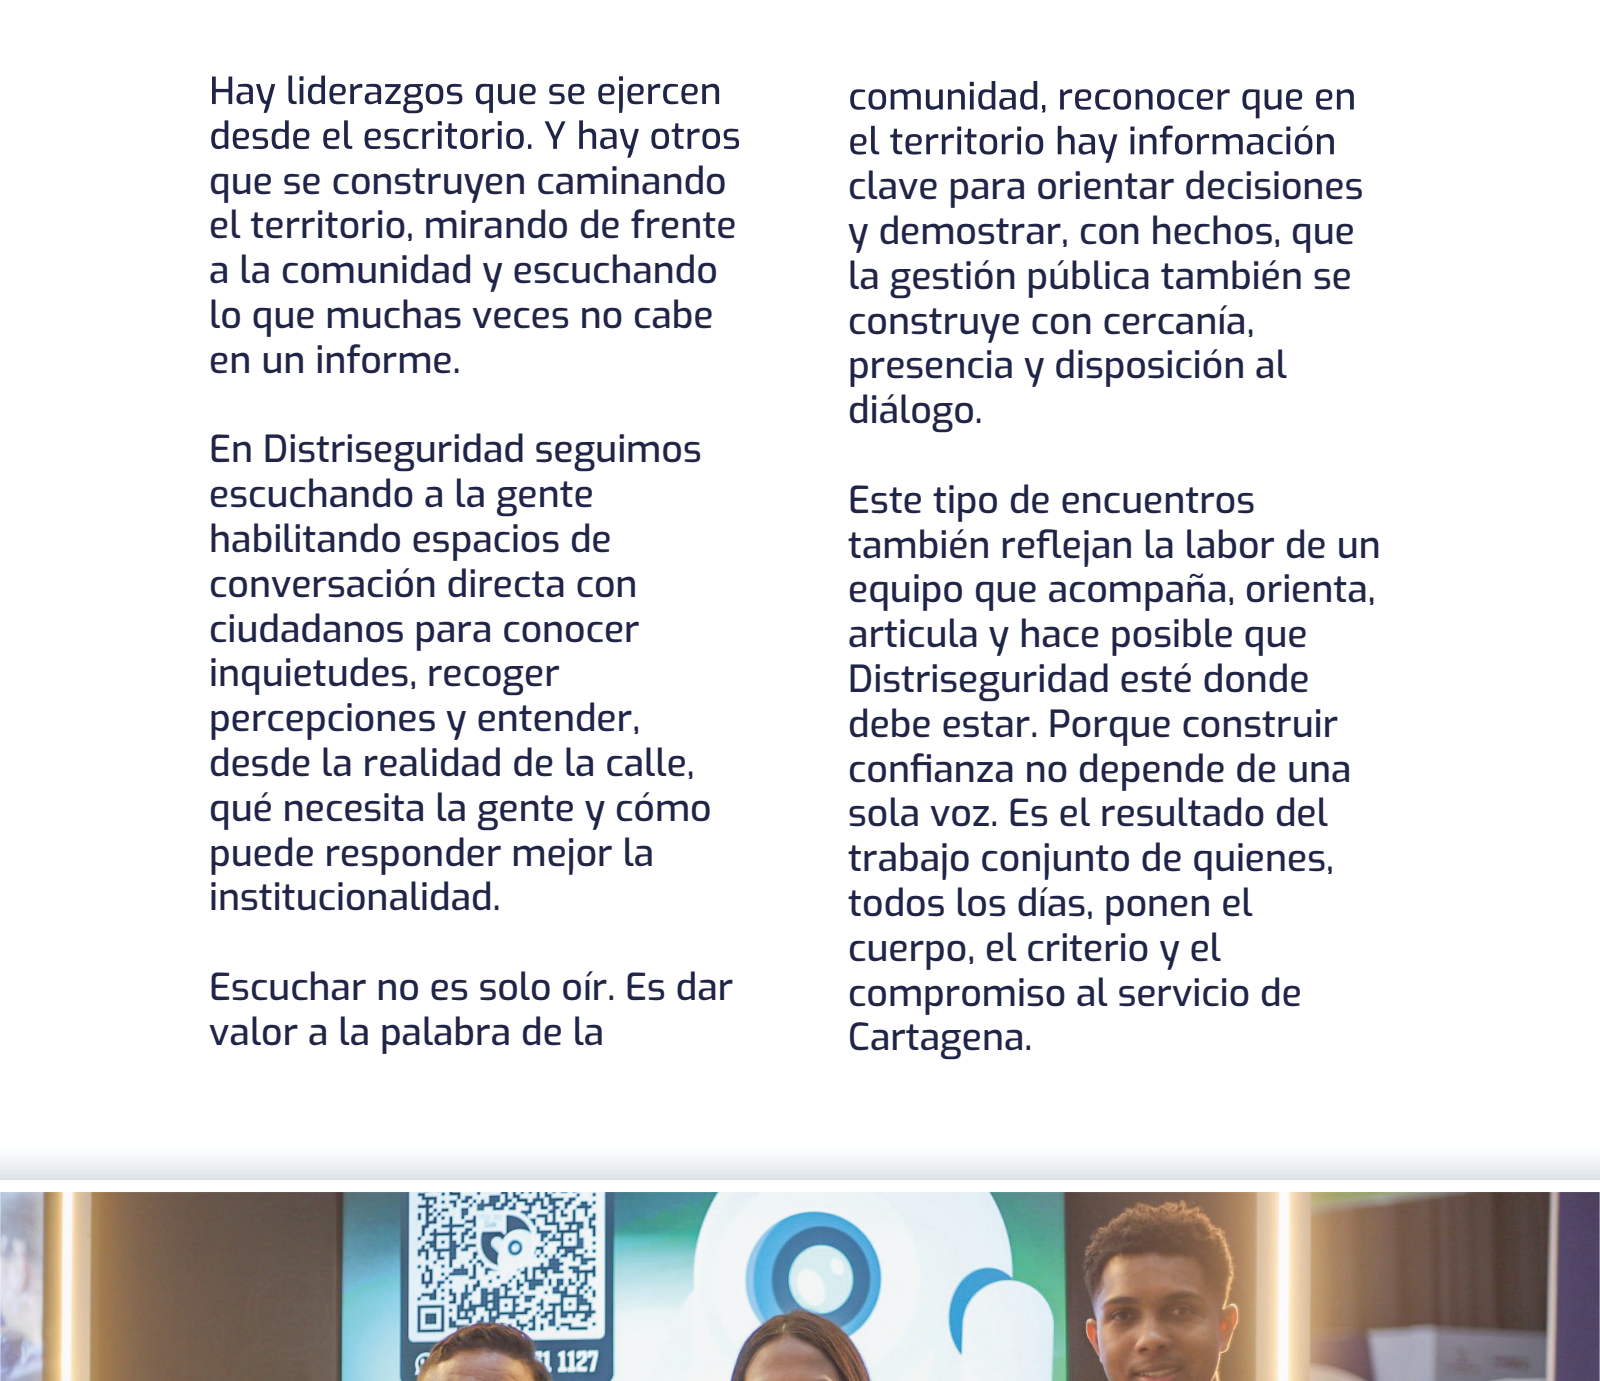 Hay liderazgos que se ejercen
desde el escritorio. Y hay otros
que se construyen caminando
el territorio, mirando de frente
a la comunidad y escuchando
lo que muchas veces no cabe
en un informe.
En Distriseguridad seguimos
escuchando a la gente
habilitando espacios de
conversación directa con
ciudadanos para conocer
inquietudes, recoger
percepciones y entender,
desde la realidad de la calle,
qué necesita la gente y cómo
puede responder mejor la
institucionalidad.
Escuchar no es solo oír. Es dar
valor a la palabra de la
comunidad, reconocer que en
el territorio hay información
clave para orientar decisiones
y demostrar, con hechos, que
la gestión pública también se
construye con cercanía,
presencia y disposición al
diálogo.
Este tipo de encuentros
también reflejan la labor de un
equipo que acompaña, orienta,
articula y hace posible que
Distriseguridad esté donde
debe estar. Porque construir
confianza no depende de una
sola voz. Es el resultado del
trabajo conjunto de quienes,
todos los días, ponen el
cuerpo, el criterio y el
compromiso al servicio de
Cartagena.
1127